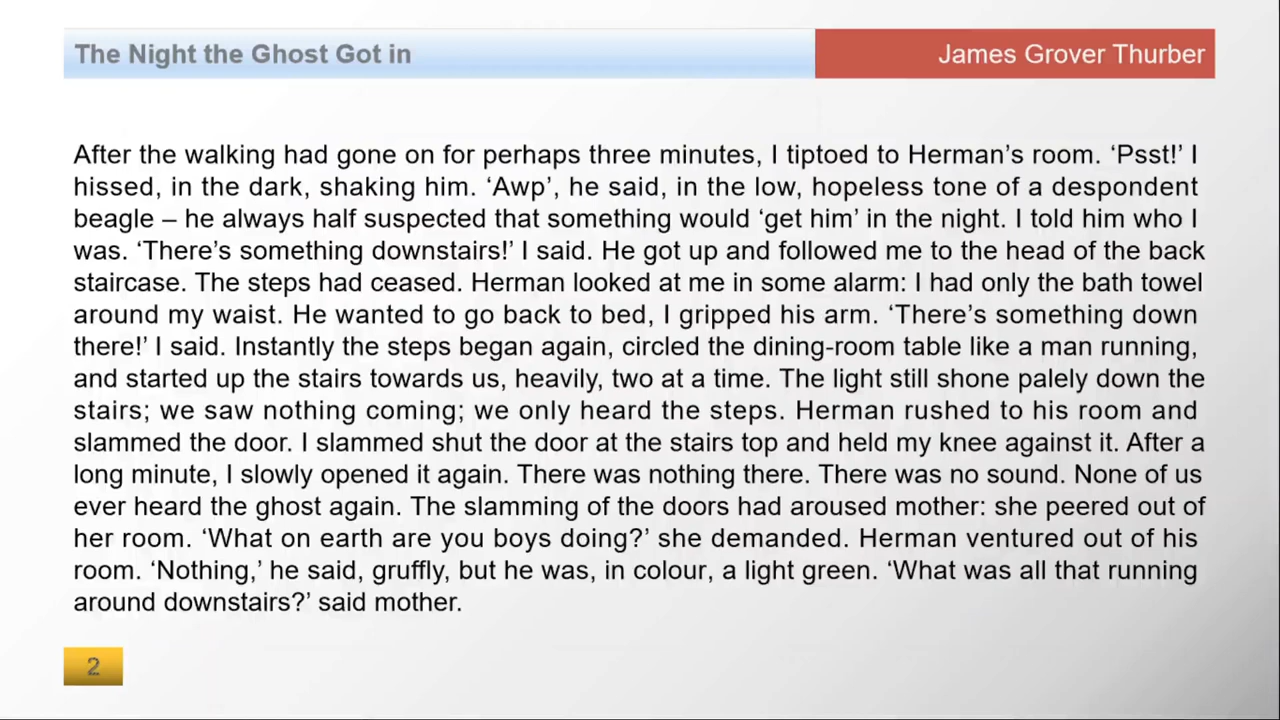 The Night the Ghost Got in
James Grover Thurber
After the walking had gone on for perhaps three minutes, I tiptoed to Herman’s room. ‘Psst!’ I
hissed, in the dark, shaking him. ‘Awp’, he said, in the low, hopeless tone of a despondent
beagle – he always half suspected that something would ‘get him’ in the night. I told him who I
was. ‘There’s something downstairs!’ I said. He got up and followed me to the head of the back
staircase. The steps had ceased. Herman looked at me in some alarm: I had only the bath towel
around my waist. He wanted to go back to bed, I gripped his arm. ‘There’s something down
there!’ I said. Instantly the steps began again, circled the dining-room table like a man running,
and started up the stairs towards us, heavily, two at a time. The light still shone palely down the
stairs; we saw nothing coming; we only heard the steps. Herman rushed to his room and
slammed the door. I slammed shut the door at the stairs top and held my knee against it. After a
long minute, I slowly opened it again. There was nothing there. There was no sound. None of us
ever heard the ghost again. The slamming of the doors had aroused mother: she peered out of
her room. ‘What on earth are you boys doing?’ she demanded. Herman ventured out of his
room. ‘Nothing,’ he said, gruffly, but he was, in colour, a light green. ‘What was all that running
around downstairs?’ said mother.
2